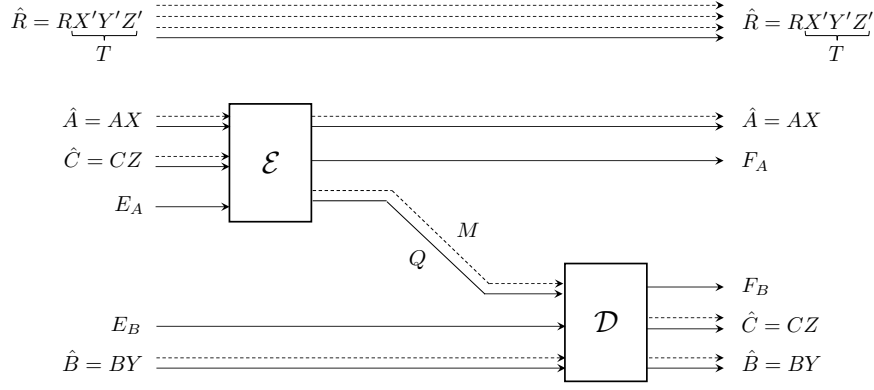 R̂ = RX′Y′Z′ R̂ = RX′Y′Z′
T T
Â = AX Â = AX
Ĉ = CZ F_A
ℰ
E_A
M
Q
F_B
E_B 𝒟 Ĉ = CZ
B̂ = BY B̂ = BY